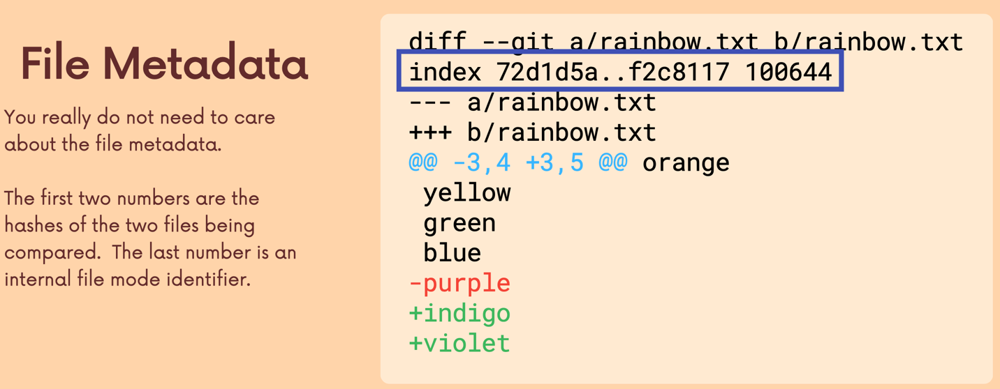 File Metadata
You really do not need to care
about the file metadata.
The first two numbers are the
hashes of the two files being
compared.  The last number is an
internal file mode identifier.
diff --git a/rainbow.txt b/rainbow.txt
index 72d1d5a..f2c8117 100644
--- a/rainbow.txt
+++ b/rainbow.txt
@@ -3,4 +3,5 @@ orange
 yellow
 green
 blue
-purple
+indigo
+violet